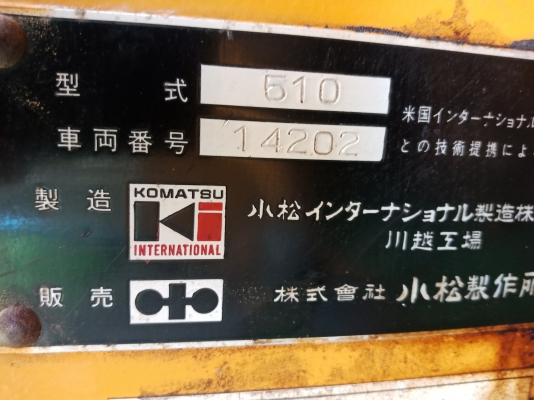 型式 510
米国インターナショナル
車両番号 14202
との技術提携によ
製造 KOMATSU
INTERNATIONAL
小松インターナショナル製造株
川越工場
販売 株式會社 小松製作所